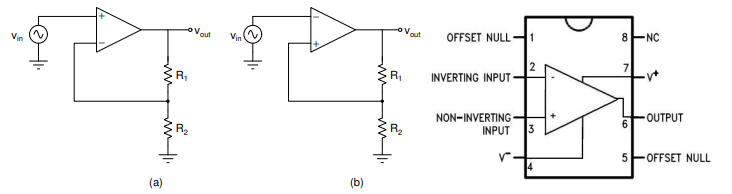 +
−
Vin
Vout
R1
R2
(a)
−
+
Vin
Vout
R1
R2
(b)
OFFSET NULL 1
8 NC
INVERTING INPUT 2
-
7 V+
NON-INVERTING
INPUT 3
+
6 OUTPUT
V− 4
5 OFFSET NULL